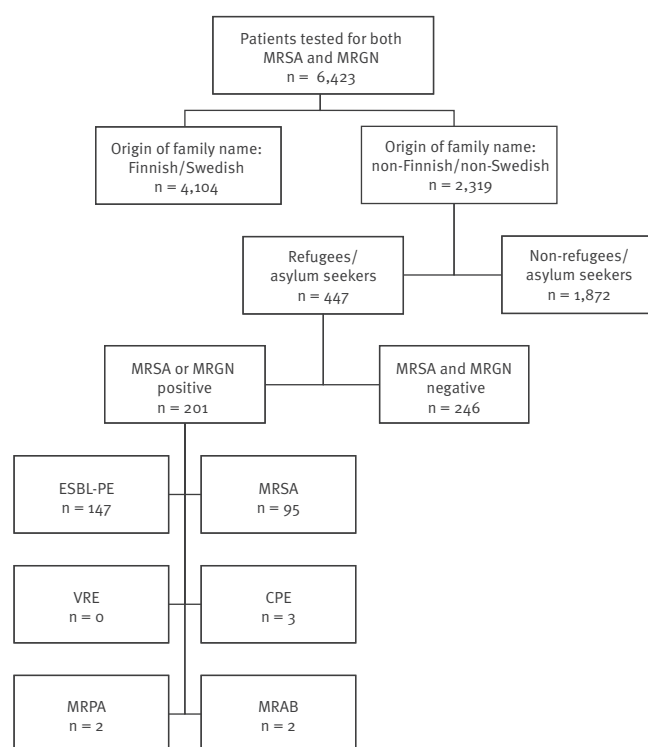 Patients tested for both
MRSA and MRGN
n = 6,423
Origin of family name:
Finnish/Swedish
n = 4,104
Origin of family name:
non-Finnish/non-Swedish
n = 2,319
Refugees/
asylum seekers
n = 447
Non-refugees/
asylum seekers
n = 1,872
MRSA or MRGN
positive
n = 201
MRSA and MRGN
negative
n = 246
ESBL-PE
n = 147
MRSA
n = 95
VRE
n = 0
CPE
n = 3
MRPA
n = 2
MRAB
n = 2